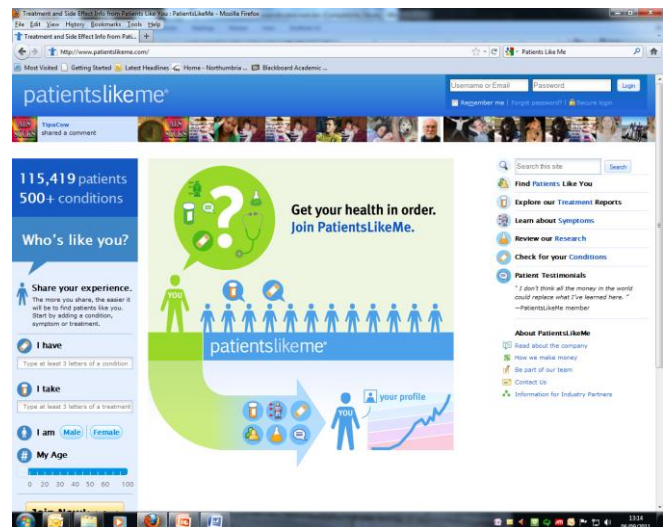 Treatment and Side Effect Info from Patients Like You : PatientsLikeMe - Mozilla Firefox
File Edit View History Bookmarks Tools Help
Treatment and Side Effect Info from Pati...
http://www.patientslikeme.com/
Patients Like Me
Most Visited Getting Started Latest Headlines Home - Northumbria ... Blackboard Academic ...
patientslikeme®
Username or Email Password Login
Remember me | Forgot password? | Secure login
TipsCow
shared a comment
115,419 patients
500+ conditions
Who's like you?
Share your experience.
The more you share, the easier it
will be to find patients like you.
Start by adding a condition,
symptom or treatment.
I have
Type at least 3 letters of a condition
I take
Type at least 3 letters of a treatment
I am Male Female
My Age
0 20 30 40 50 60 100
Join Now!
Get your health in order.
Join PatientsLikeMe.
YOU
patientslikeme®
YOU
your profile
Search this site Search
Find Patients Like You
Explore our Treatment Reports
Learn about Symptoms
Review our Research
Check for your Conditions
Patient Testimonials
"I don't think all the money in the world
could replace what I've learned here."
—PatientsLikeMe member
About PatientsLikeMe
Read about the company
How we make money
Be part of our team
Contact Us
Information for Industry Partners
13:14